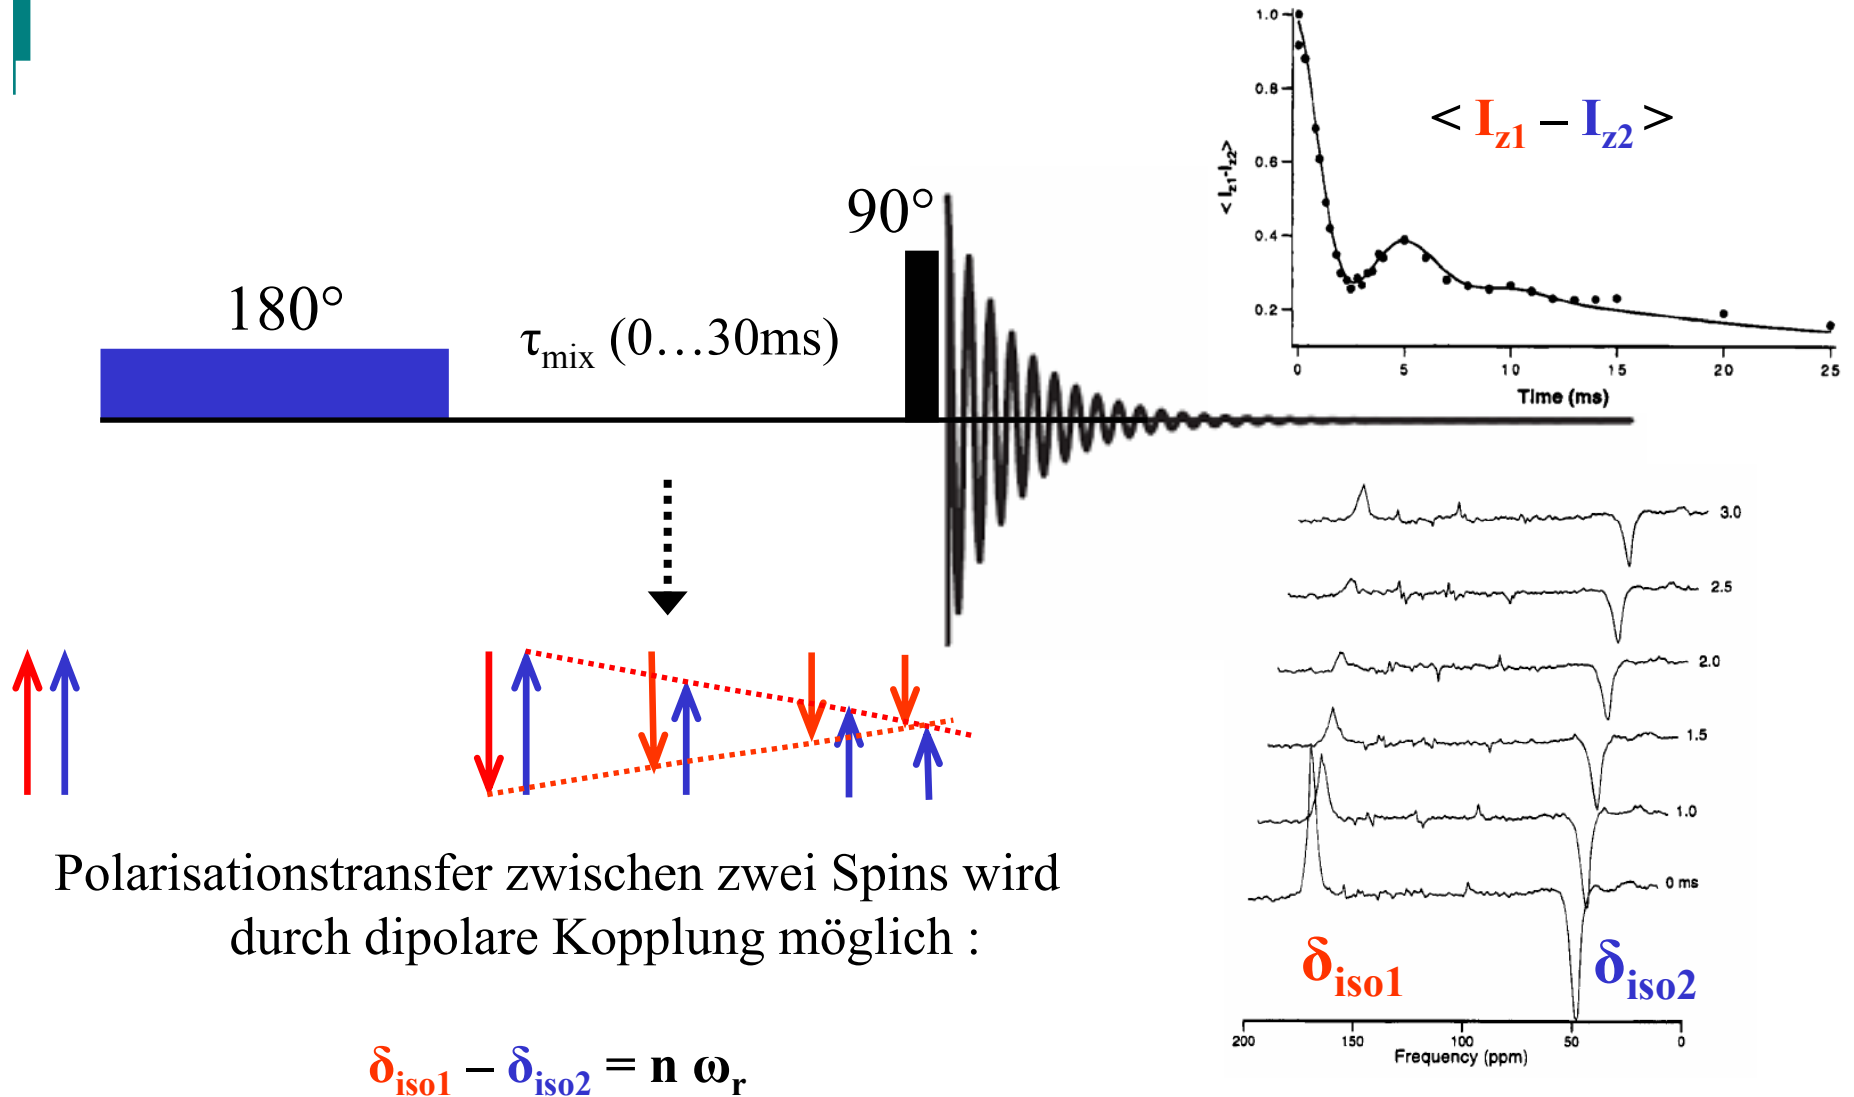 180°
τmix (0…30ms)
90°
< Iz1 – Iz2 >
< Iz1-Iz2 >
1.0
0.8
0.6
0.4
0.2
0 5 10 15 20 25
Time (ms)
Polarisationstransfer zwischen zwei Spins wird
durch dipolare Kopplung möglich :
δiso1 – δiso2 = n ωr
3.0
2.5
2.0
1.5
1.0
0 ms
δiso1 δiso2
200 150 100 50 0
Frequency (ppm)